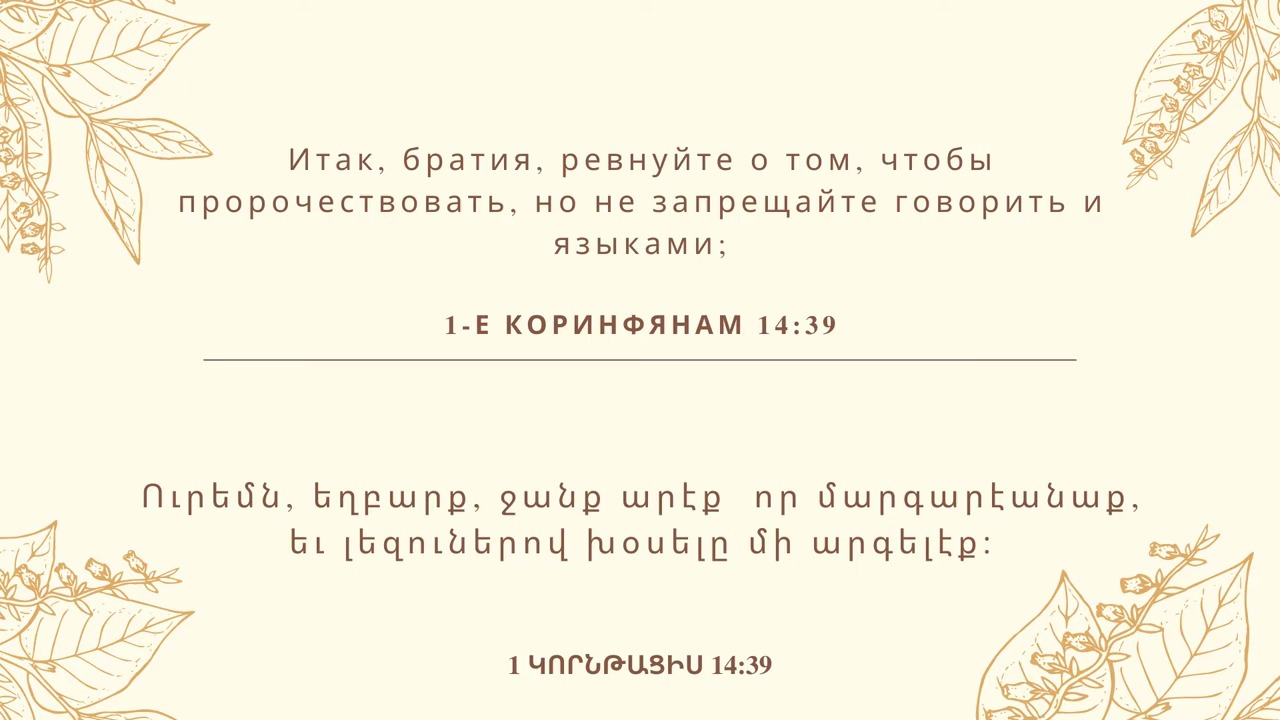 Итак, братия, ревнуйте о том, чтобы
пророчествовать, но не запрещайте говорить и
языками;
1-Е КОРИНФЯНАМ 14:39
Ուրեմն, եղբարք, ջանք արէք որ մարգարէանաք,
եւ լեզուներով խօսելը մի արգելէք:
1 ԿՈՐՆԹԱՑԻՍ 14:39